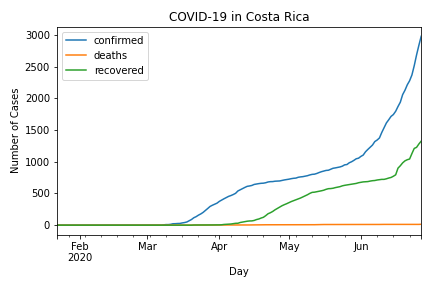 COVID-19 in Costa Rica
confirmed
deaths
recovered
Number of Cases
3000
2500
2000
1500
1000
500
0
Feb
2020
Mar
Apr
May
Jun
Day